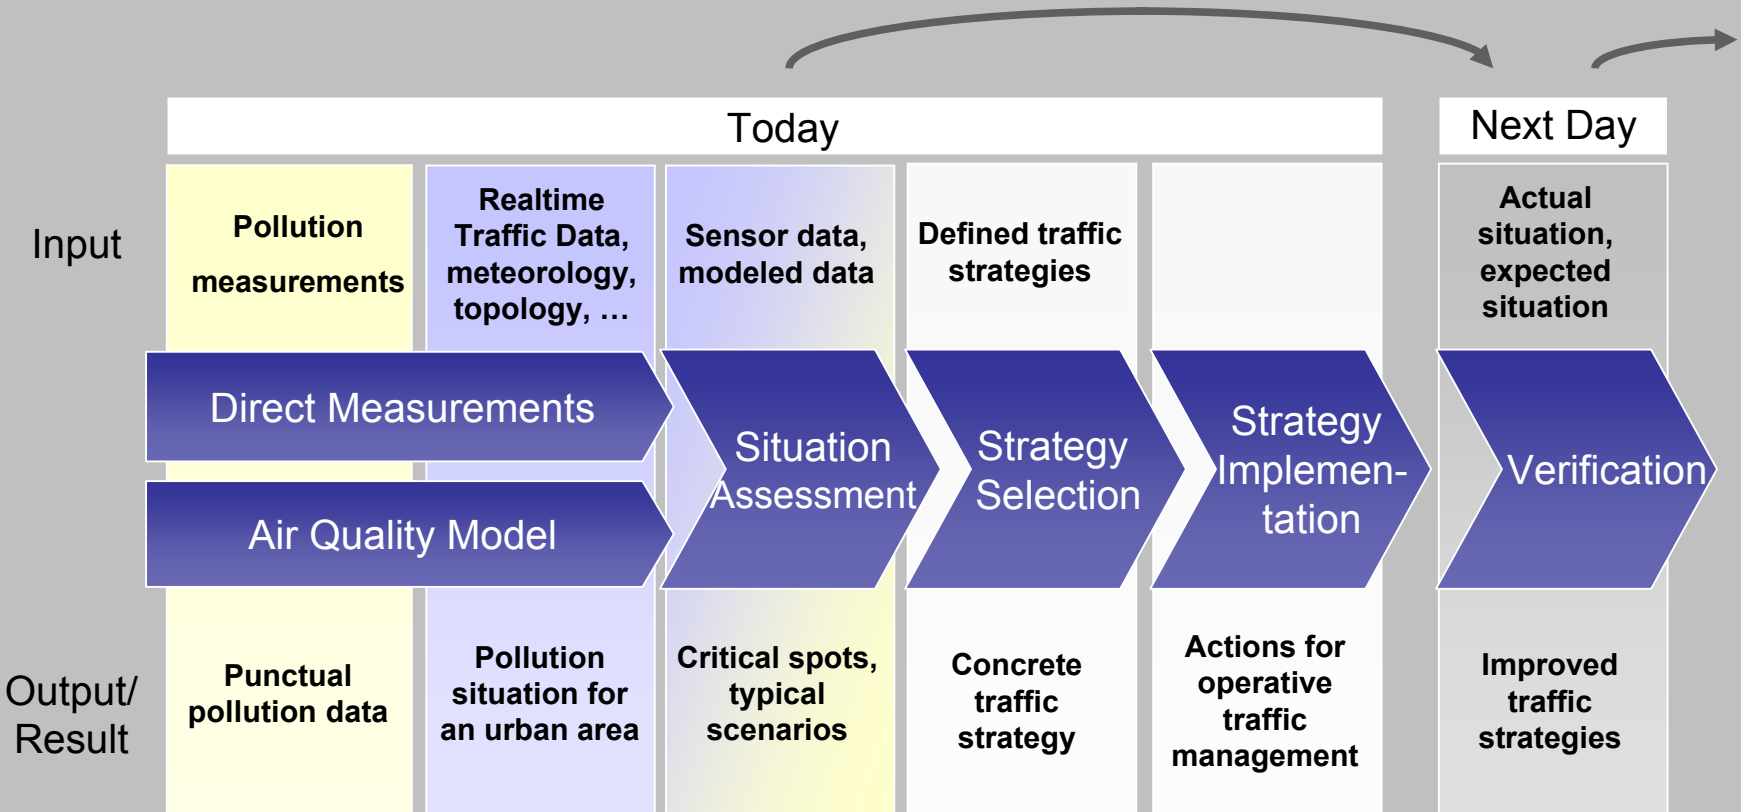 Today
Next Day
Input
Pollution
measurements
Realtime
Traffic Data,
meteorology,
topology, …
Sensor data,
modeled data
Defined traffic
strategies
Actual
situation,
expected
situation
Direct Measurements
Air Quality Model
Situation
Assessment
Strategy
Selection
Strategy
Implemen-
tation
Verification
Output/
Result
Punctual
pollution data
Pollution
situation for
an urban area
Critical spots,
typical
scenarios
Concrete
traffic
strategy
Actions for
operative
traffic
management
Improved
traffic
strategies